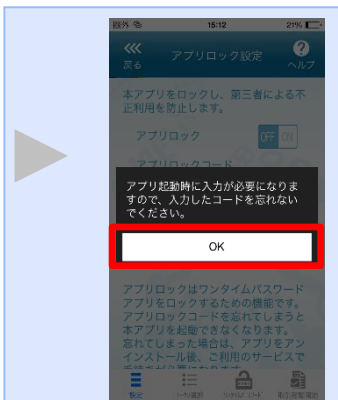 圏外
15:12
21%
戻る
アプリロック設定
?
ヘルプ
本アプリをロックし、第三者による不
正利用を防止します。
アプリロック
OFF ON
アプリロックコード
アプリ起動時に入力が必要になりま
すので、入力したコードを忘れない
でください。
OK
アプリロックはワンタイムパスワード
アプリをロックするための機能です。
アプリロックコードを忘れてしまうと
本アプリを起動できなくなります。
忘れてしまった場合は、アプリをアン
インストール後、ご利用のサービスで
設定